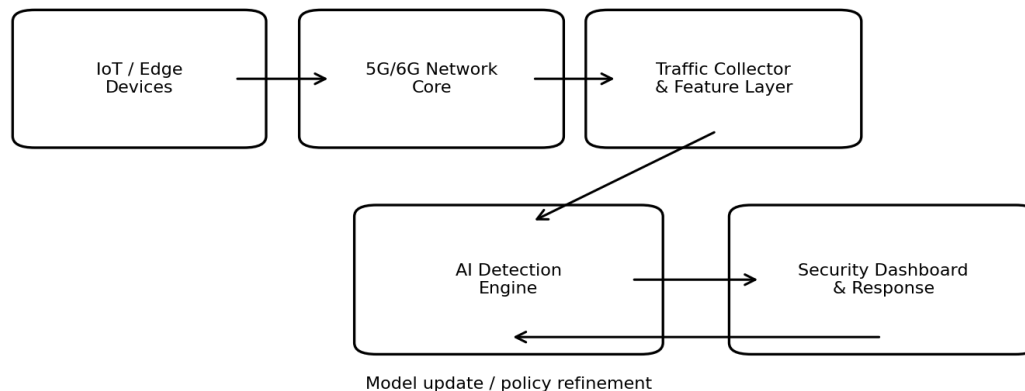 IoT / Edge
Devices
5G/6G Network
Core
Traffic Collector
& Feature Layer
AI Detection
Engine
Security Dashboard
& Response
Model update / policy refinement